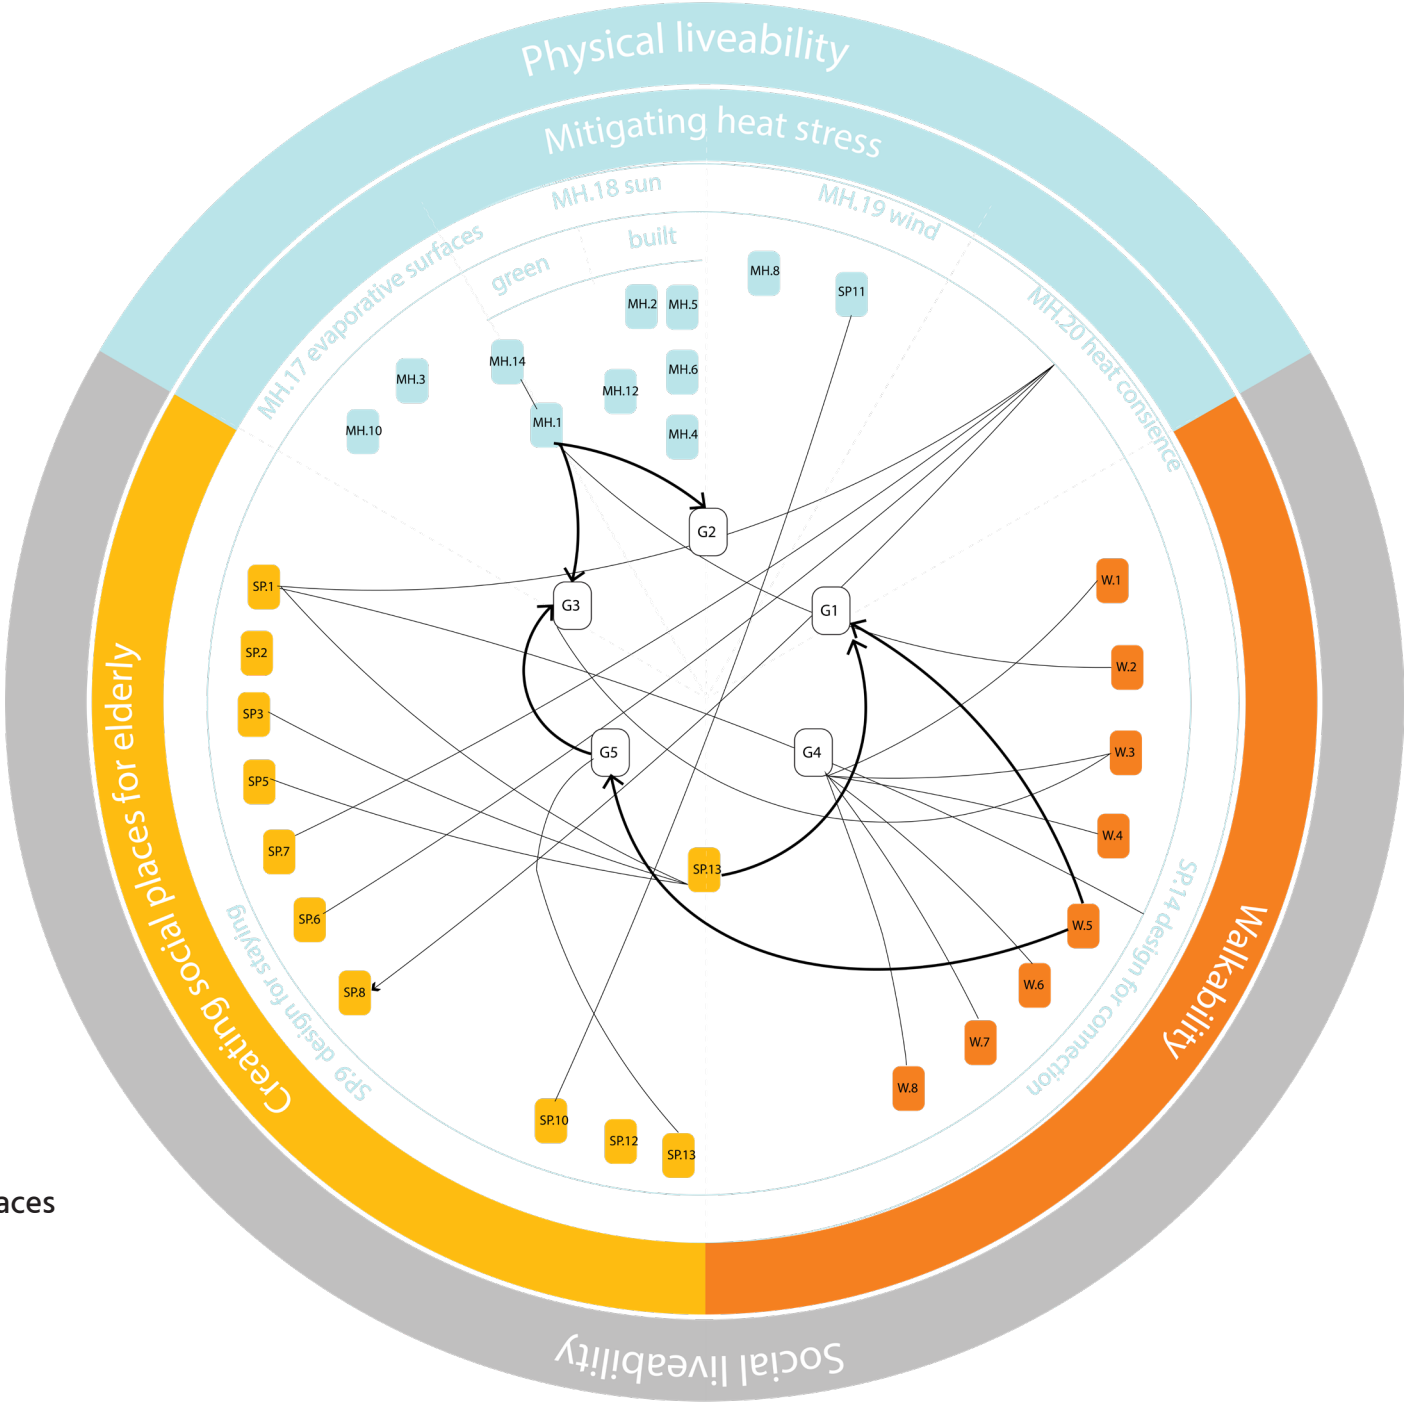 Physical liveability
Mitigating heat stress
MH.18 sun
MH.19 wind
MH.17 evaporative surfaces
green
built
MH.20 heat consience
MH.8
SP11
MH.2
MH.5
MH.14
MH.6
MH.3
MH.12
MH.1
MH.10
MH.4
G2
W.1
SP.1
G3
G1
SP.2
W.2
SP3
G5
G4
W.3
SP5
W.4
SP.7
SP.13
SP.6
W.5
SP.8
W.6
W.7
W.8
SP.10
SP.12
SP.13
SP.9 design for staying
SP.14 design for connection
Creating social places for elderly
Walkability
aces
Social liveability